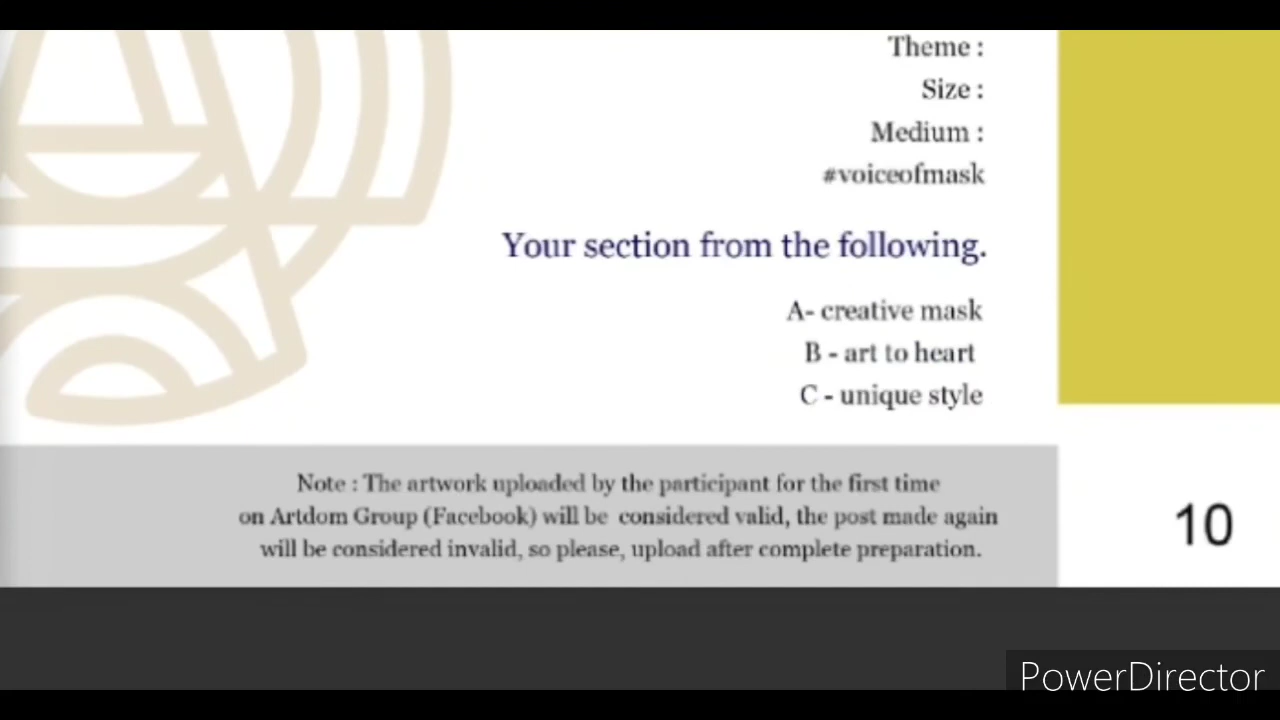 Theme :
Size :
Medium :
#voiceofmask
Your section from the following.
A- creative mask
B - art to heart
C - unique style
Note : The artwork uploaded by the participant for the first time
on Artdom Group (Facebook) will be considered valid, the post made again
will be considered invalid, so please, upload after complete preparation.
10
PowerDirector